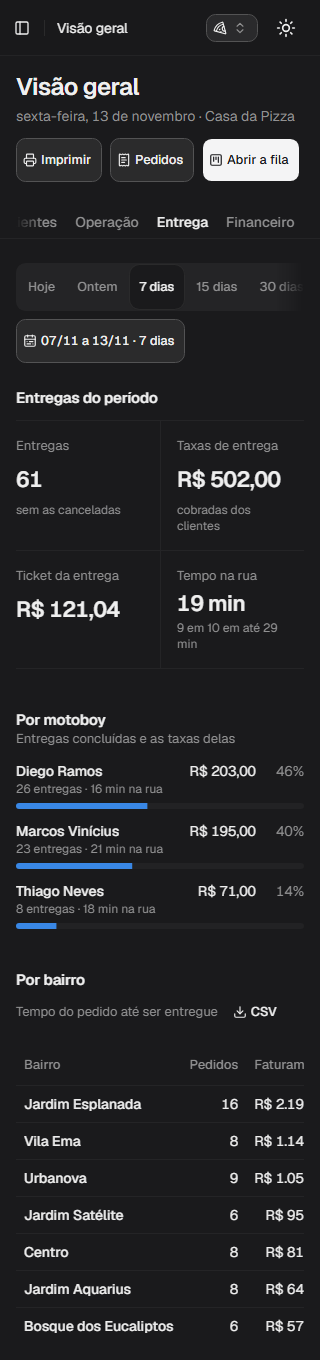 Visão geral
Visão geral
sexta-feira, 13 de novembro · Casa da Pizza
Imprimir
Pedidos
Abrir a fila
ientes
Operação
Entrega
Financeiro
Hoje
Ontem
7 dias
15 dias
30 dias
07/11 a 13/11 · 7 dias
Entregas do período
Entregas
61
sem as canceladas
Taxas de entrega
R$ 502,00
cobradas dos
clientes
Ticket da entrega
R$ 121,04
Tempo na rua
19 min
9 em 10 em até 29
min
Por motoboy
Entregas concluídas e as taxas delas
Diego Ramos R$ 203,00 46%
26 entregas · 16 min na rua
Marcos Vinícius R$ 195,00 40%
23 entregas · 21 min na rua
Thiago Neves R$ 71,00 14%
8 entregas · 18 min na rua
Por bairro
Tempo do pedido até ser entregue
CSV
Bairro Pedidos Faturam
Jardim Esplanada 16 R$ 2.19
Vila Ema 8 R$ 1.14
Urbanova 9 R$ 1.05
Jardim Satélite 6 R$ 95
Centro 8 R$ 81
Jardim Aquarius 8 R$ 64
Bosque dos Eucaliptos 6 R$ 57